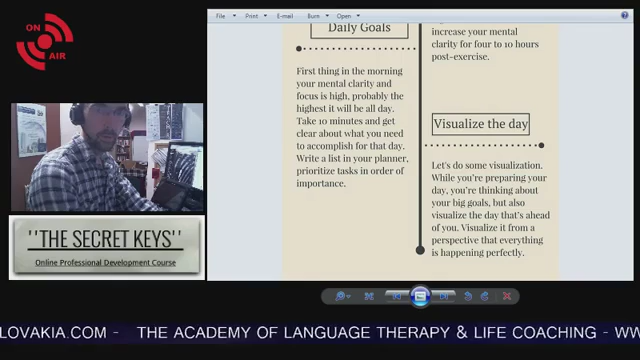 ON
AIR
File
Print
E-mail
Burn
Open
Daily Goals
First thing in the morning
your mental clarity and
focus is high, probably the
highest it will be all day.
Take 10 minutes and get
clear about what you need
to accomplish for that day.
Write a list in your planner,
prioritize tasks in order of
importance.
increase your mental
clarity for four to 10 hours
post-exercise.
Visualize the day
Let's do some visualization.
While you're preparing your
day, you're thinking about
your big goals, but also
visualize the day that's ahead
of you. Visualize it from a
perspective that everything
is happening perfectly.
"THE SECRET KEYS"
Online Professional Development Course
LOVAKIA.COM - THE ACADEMY OF LANGUAGE THERAPY & LIFE COACHING - WW